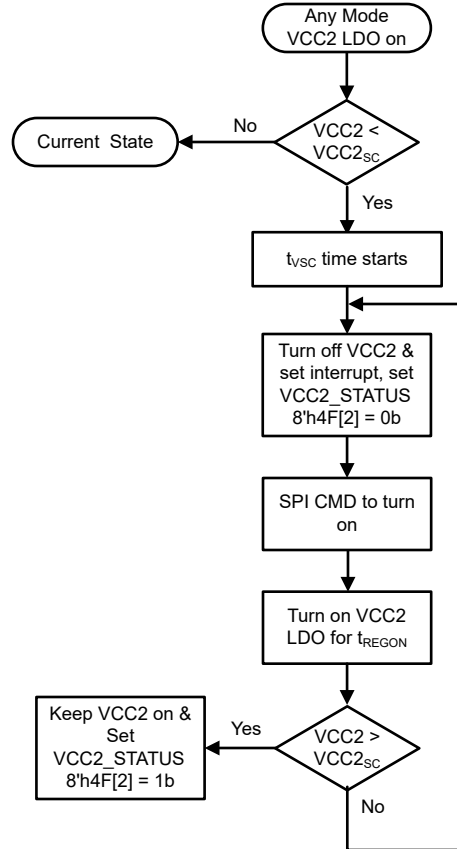 Any Mode
VCC2 LDO on
VCC2 <
VCC2SC
No
Current  State
Yes
tVSC time starts
Turn off VCC2 &
set interrupt, set
VCC2_STATUS
8'h4F[2] = 0b
SPI CMD to turn
on
Turn on VCC2
LDO for tREGON
VCC2 >
VCC2SC
Yes
Keep VCC2 on &
Set
VCC2_STATUS
8'h4F[2] = 1b
No